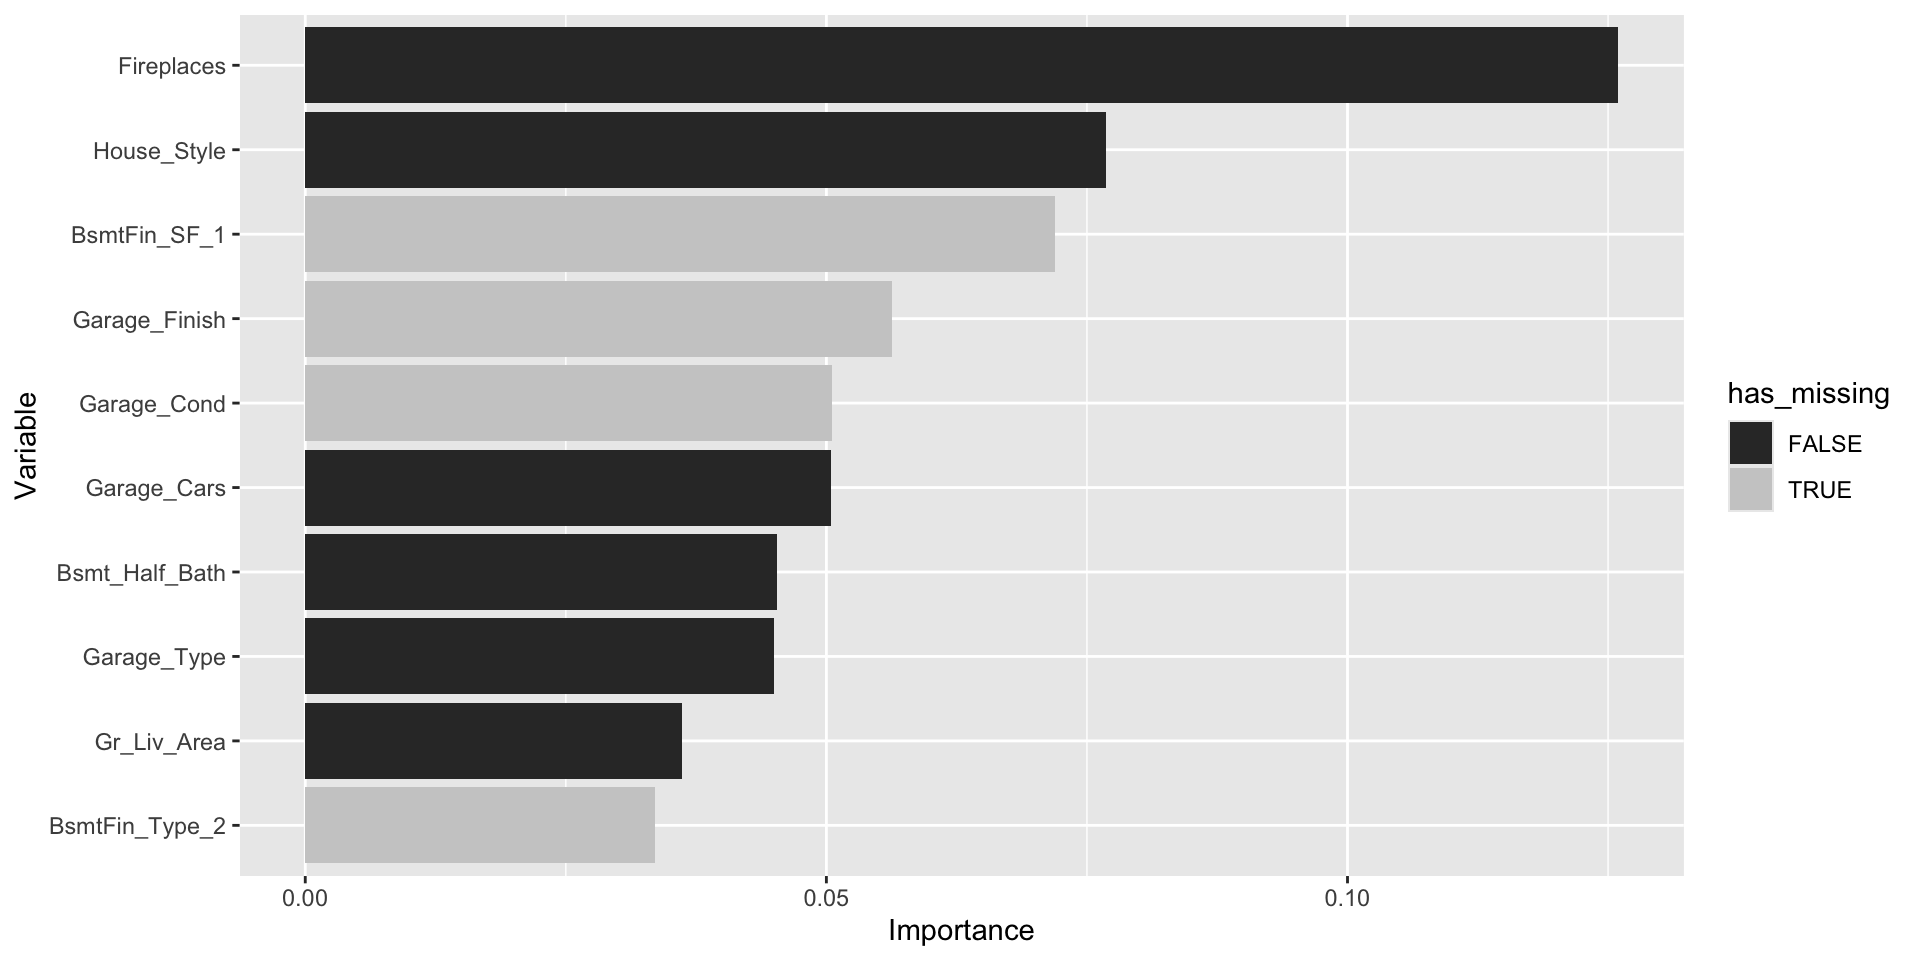 Fireplaces
House_Style
BsmtFin_SF_1
Garage_Finish
Garage_Cond
Garage_Cars
Bsmt_Half_Bath
Garage_Type
Gr_Liv_Area
BsmtFin_Type_2
Variable
0.00
0.05
0.10
Importance
has_missing
FALSE
TRUE